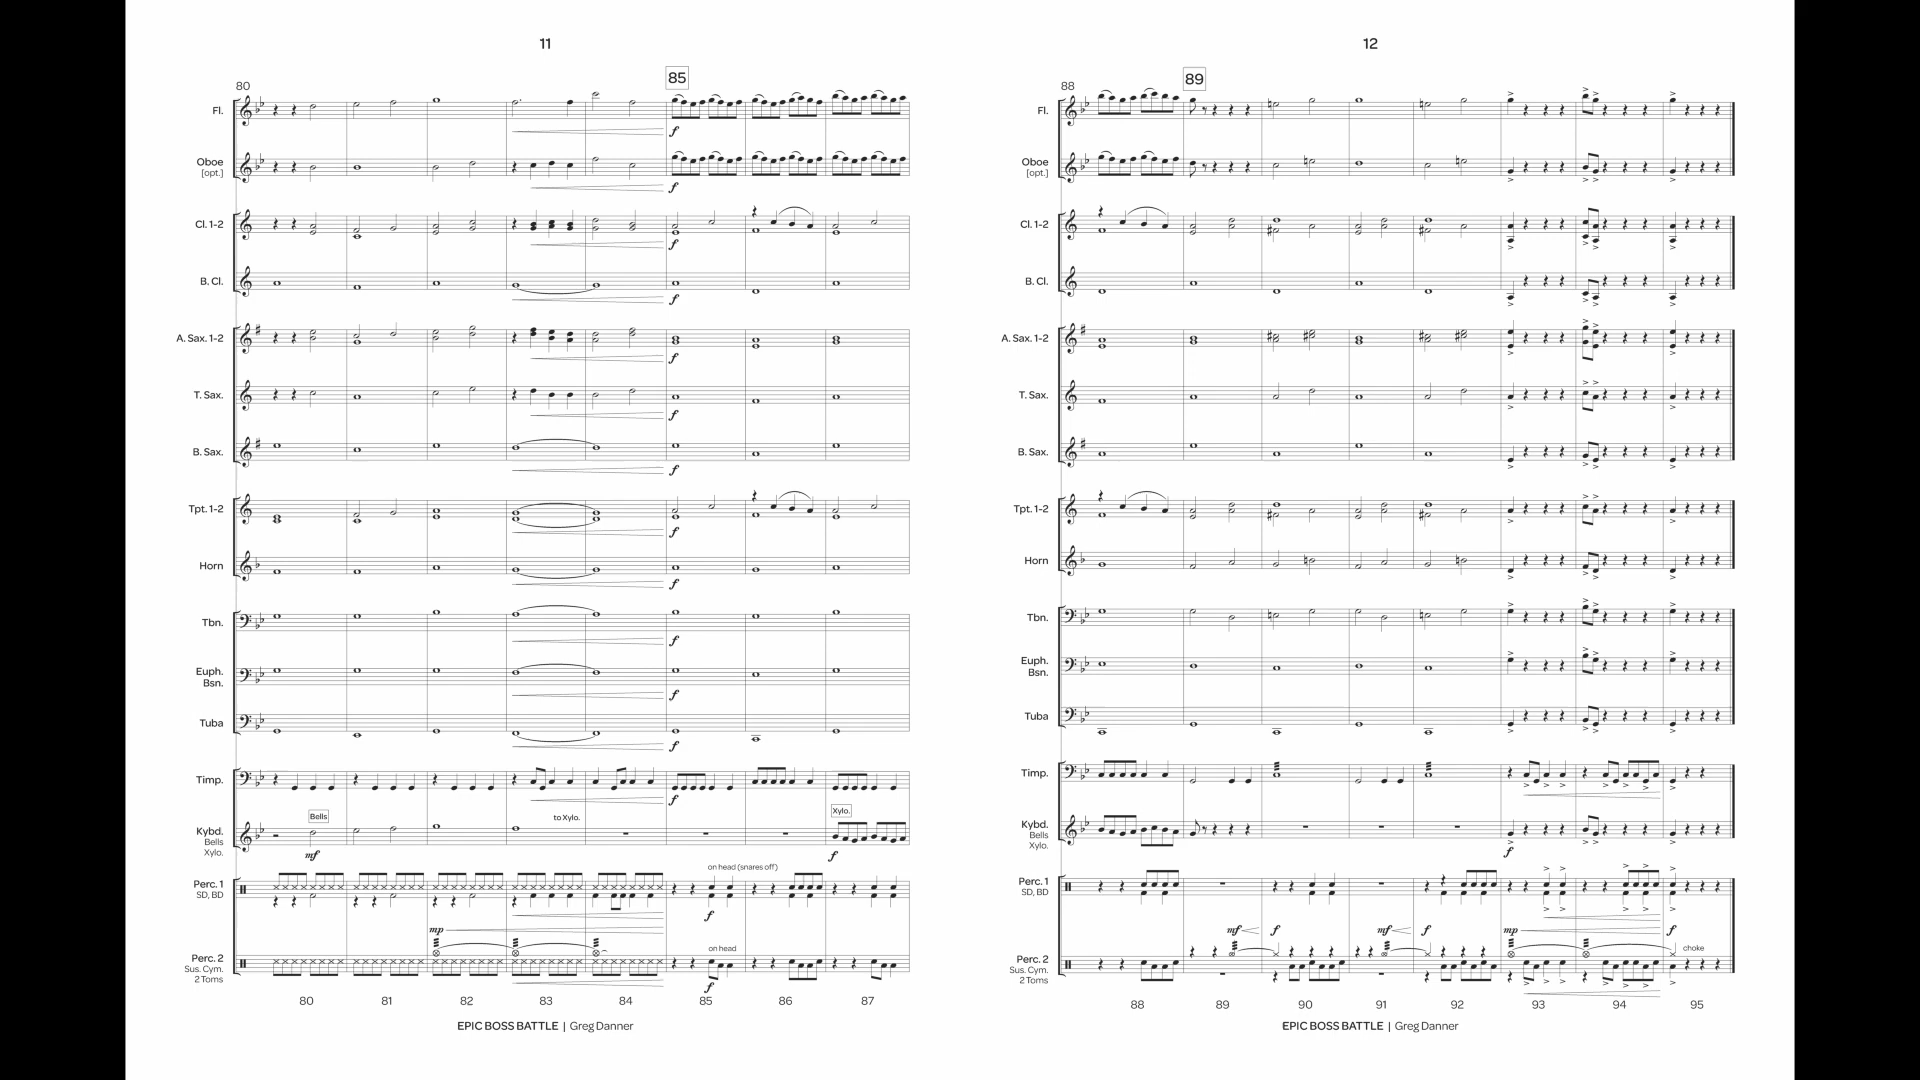 11
85
80
Fl.
f
Oboe
[opt.]
f
Cl. 1-2
f
B. Cl.
f
A. Sax. 1-2
f
T. Sax.
f
B. Sax.
f
Tpt. 1-2
f
Horn
f
Tbn.
f
Euph.
Bsn.
f
Tuba
f
Timp.
f
Bells
to Xylo.
Xylo.
Kybd.
Bells
Xylo.
mf
f
on head (snares off)
Perc. 1
SD, BD
f
mp
on head
Perc. 2
Sus. Cym.
2 Toms
f
80 81 82 83 84 85 86 87
EPIC BOSS BATTLE | Greg Danner
12
89
88
Fl.
Oboe
[opt.]
Cl. 1-2
B. Cl.
A. Sax. 1-2
T. Sax.
B. Sax.
Tpt. 1-2
Horn
Tbn.
Euph.
Bsn.
Tuba
Timp.
Kybd.
Bells
Xylo.
f
Perc. 1
SD, BD
mf f mf f mp f
choke
Perc. 2
Sus. Cym.
2 Toms
88 89 90 91 92 93 94 95
EPIC BOSS BATTLE | Greg Danner